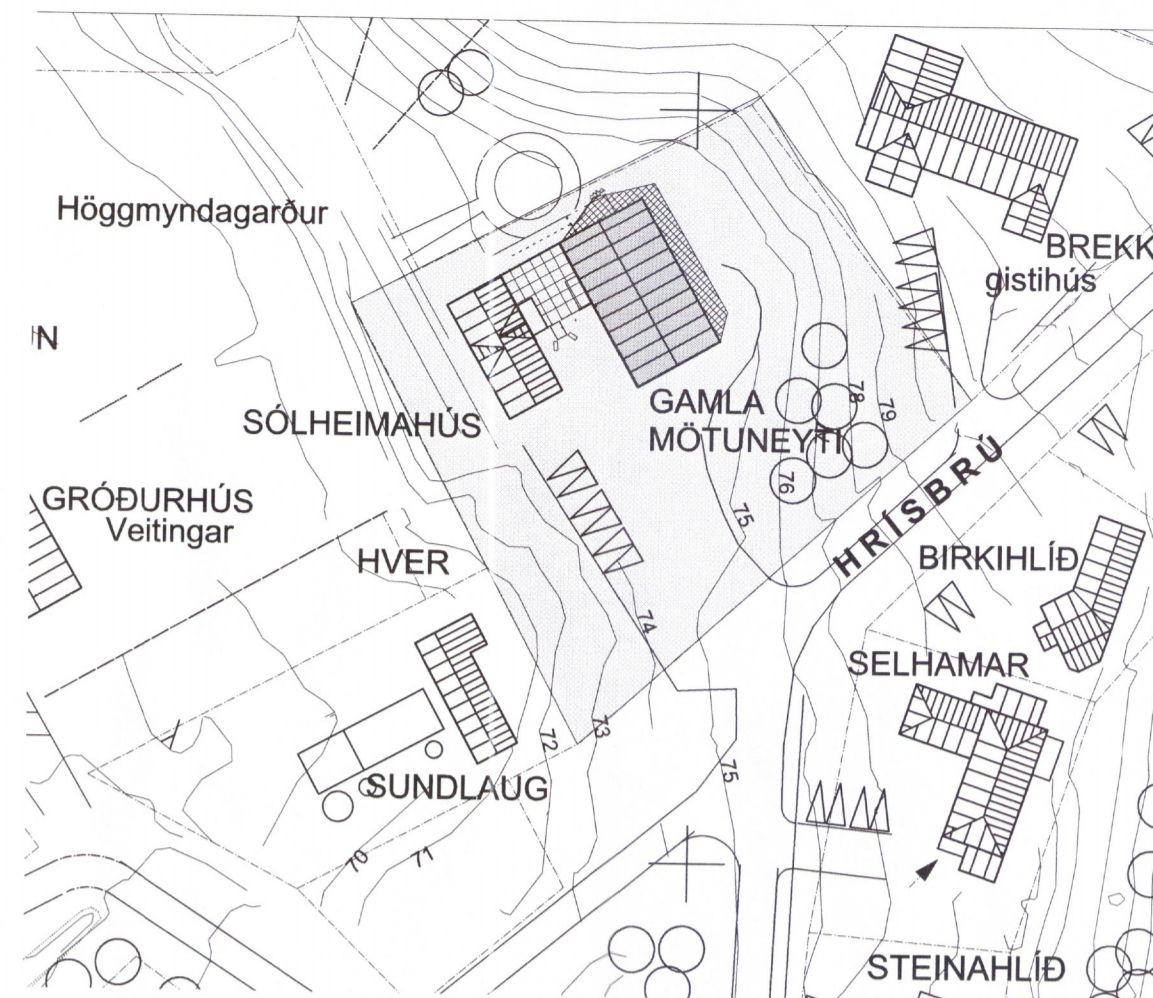 Höggmyndagarður
BREKK
gistihús
N
SÓLHEIMAHÚS
GAMLA
MÖTUNEYTI
78
79
76
75
HRÍSBRÚ
GRÓÐURHÚS
Veitingar
HVER
BIRKIHLÍÐ
74
SELHAMAR
72
73
75
SUNDLAUG
70
71
STEINAHLÍÐ